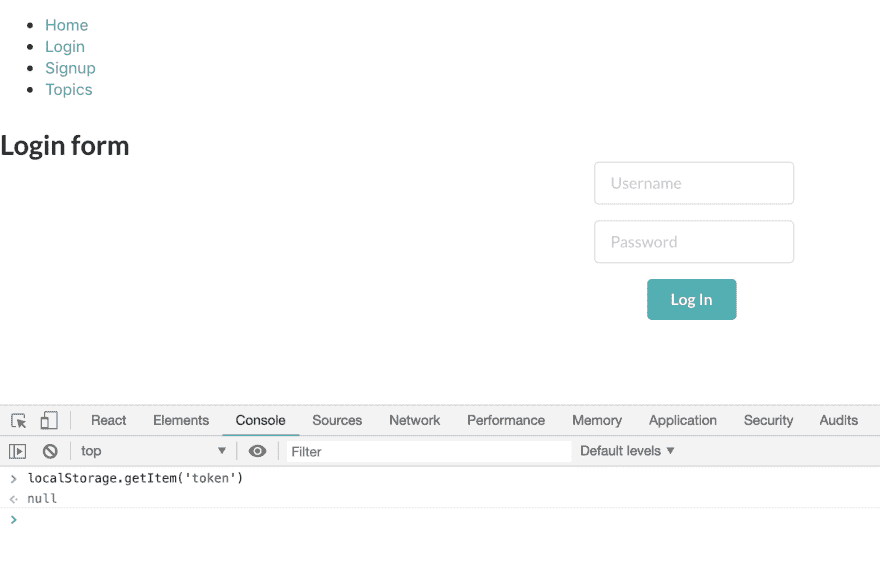 Home
Login
Signup
Topics
Login form
Username
Password
Log In
React Elements Console Sources Network Performance Memory Application Security Audits
top Filter Default levels
localStorage.getItem('token')
null